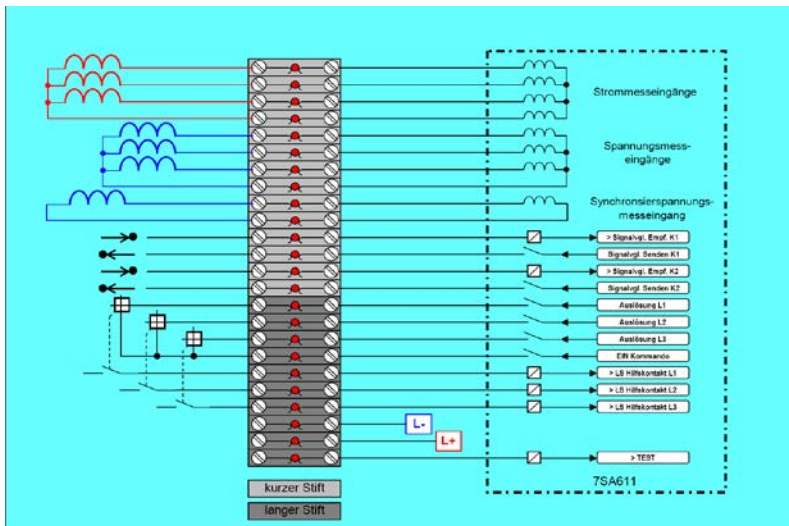 Strommesseingänge
Spannungsmess-
eingänge
Synchronsierspannungs-
messeingang
> Signalvgl. Empf. K1
Signalvgl. Senden K1
> Signalvgl. Empf. K2
Signalvgl. Senden K2
Auslösung L1
Auslösung L2
Auslösung L3
EIN Kommando
> LS Hilfskontakt L1
> LS Hilfskontakt L2
> LS Hilfskontakt L3
L-
L+
> TEST
7SA611
kurzer Stift
langer Stift